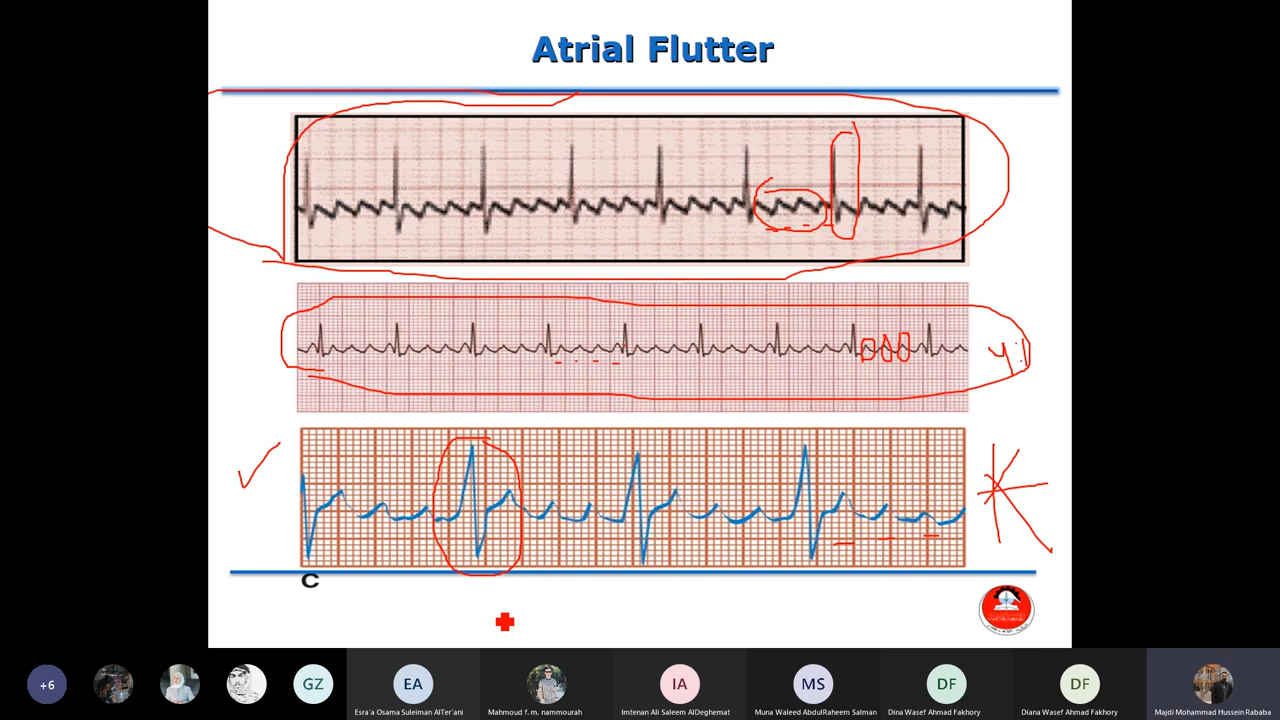 Atrial Flutter
4:1
C
+6
GZ
EA
IA
MS
DF
DF
Esra'a Osama Suleiman AlTer'ani
Mahmoud f. m. nammourah
Imtenan Ali Saleem AlDeghemat
Muna Waleed AbdulRaheem Salman
Dina Wasef Ahmad Fakhory
Diana Wasef Ahmad Fakhory
Majdi Mohammad Hussein Rababa